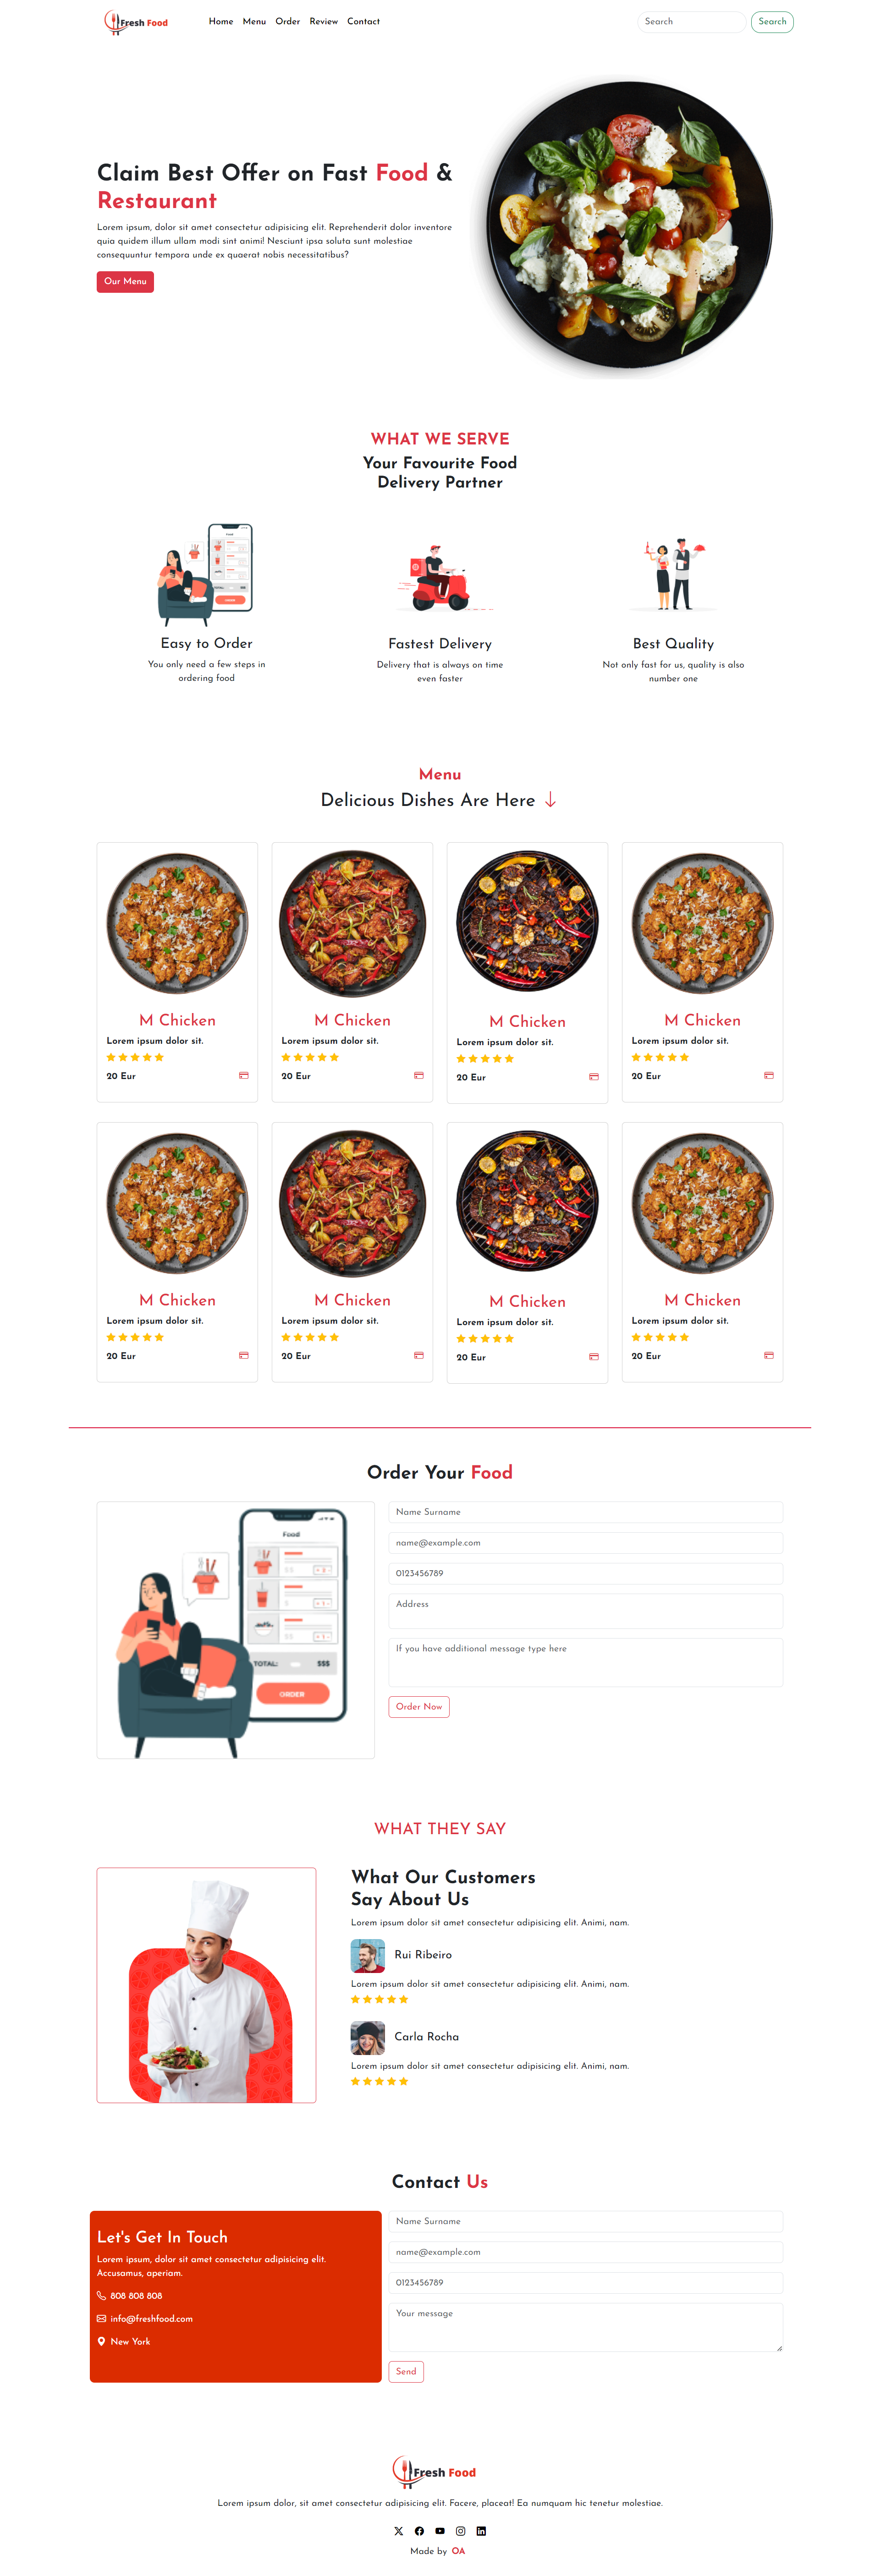 Fresh Food
Home Menu Order Review Contact
Search
Search
Claim Best Offer on Fast Food &
Restaurant
Lorem ipsum, dolor sit amet consectetur adipisicing elit. Reprehenderit dolor inventore
quia quidem illum ullam modi sint animi! Nesciunt ipsa soluta sunt molestiae
consequuntur tempora unde ex quaerat nobis necessitatibus?
Our Menu
WHAT WE SERVE
Your Favourite Food
Delivery Partner
Food
Easy to Order
You only need a few steps in
ordering food
Fastest Delivery
Delivery that is always on time
even faster
Best Quality
Not only fast for us, quality is also
number one
Menu
Delicious Dishes Are Here
M Chicken
Lorem ipsum dolor sit.
20 Eur
M Chicken
Lorem ipsum dolor sit.
20 Eur
M Chicken
Lorem ipsum dolor sit.
20 Eur
M Chicken
Lorem ipsum dolor sit.
20 Eur
M Chicken
Lorem ipsum dolor sit.
20 Eur
M Chicken
Lorem ipsum dolor sit.
20 Eur
M Chicken
Lorem ipsum dolor sit.
20 Eur
M Chicken
Lorem ipsum dolor sit.
20 Eur
Order Your Food
Food
TOTAL: $$$
ORDER
Name Surname
name@example.com
0123456789
Address
If you have additional message type here
Order Now
WHAT THEY SAY
What Our Customers
Say About Us
Lorem ipsum dolor sit amet consectetur adipisicing elit. Animi, nam.
Rui Ribeiro
Lorem ipsum dolor sit amet consectetur adipisicing elit. Animi, nam.
Carla Rocha
Lorem ipsum dolor sit amet consectetur adipisicing elit. Animi, nam.
Contact Us
Let's Get In Touch
Lorem ipsum, dolor sit amet consectetur adipisicing elit.
Accusamus, aperiam.
808 808 808
info@freshfood.com
New York
Name Surname
name@example.com
0123456789
Your message
Send
Fresh Food
Lorem ipsum dolor, sit amet consectetur adipisicing elit. Facere, placeat! Ea numquam hic tenetur molestiae.
Made by OA